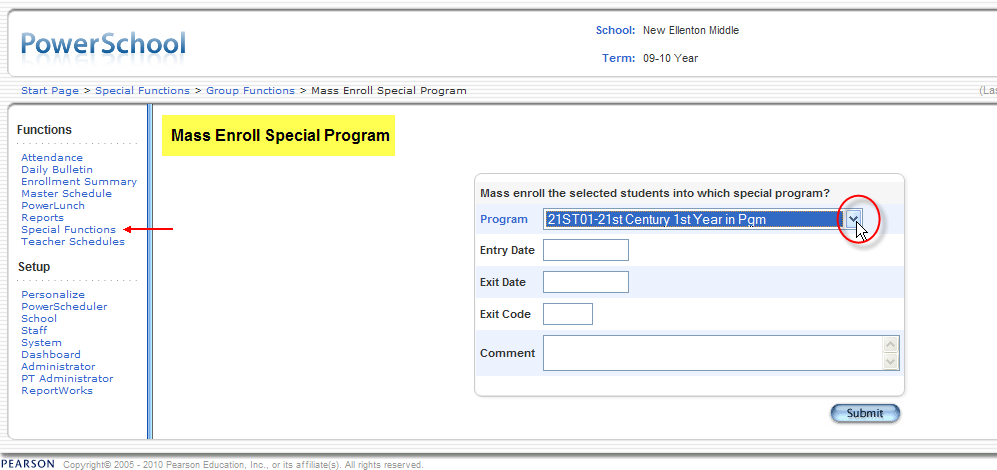 PowerSchool
School: New Ellenton Middle
Term: 09-10 Year
Start Page > Special Functions > Group Functions > Mass Enroll Special Program
Functions
Attendance
Daily Bulletin
Enrollment Summary
Master Schedule
PowerLunch
Reports
Special Functions
Teacher Schedules
Setup
Personalize
PowerScheduler
School
Staff
System
Dashboard
Administrator
PT Administrator
ReportWorks
Mass Enroll Special Program
Mass enroll the selected students into which special program?
Program 21ST01-21st Century 1st Year in Pgm
Entry Date
Exit Date
Exit Code
Comment
Submit
PEARSON Copyright© 2005 - 2010 Pearson Education, Inc., or its affiliate(s). All rights reserved.